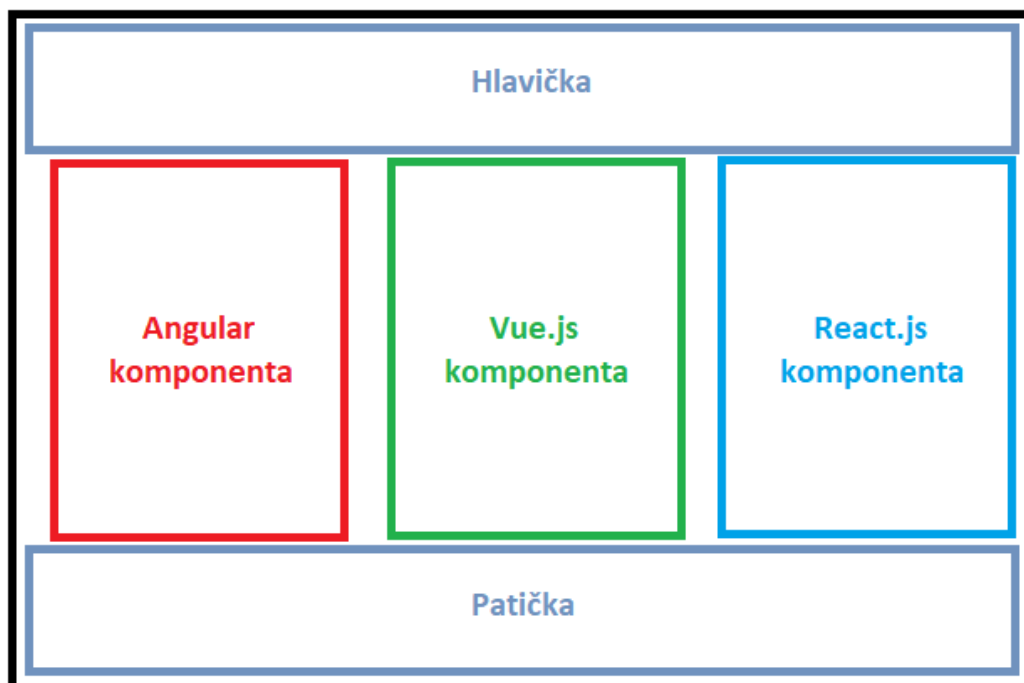 Hlavička
Angular
komponenta
Vue.js
komponenta
React.js
komponenta
Patička